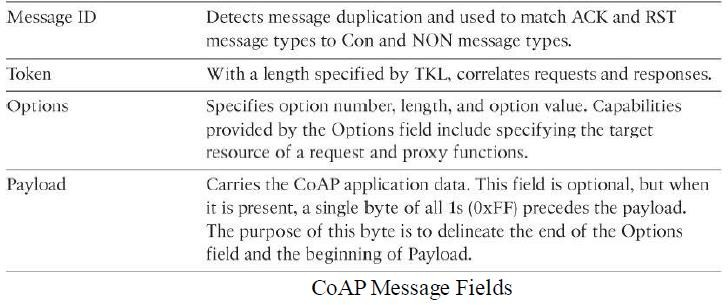 Message ID Detects message duplication and used to match ACK and RST
message types to Con and NON message types.
Token With a length specified by TKL, correlates requests and responses.
Options Specifies option number, length, and option value. Capabilities
provided by the Options field include specifying the target
resource of a request and proxy functions.
Payload Carries the CoAP application data. This field is optional, but when
it is present, a single byte of all 1s (0xFF) precedes the payload.
The purpose of this byte is to delineate the end of the Options
field and the beginning of Payload.
CoAP Message Fields